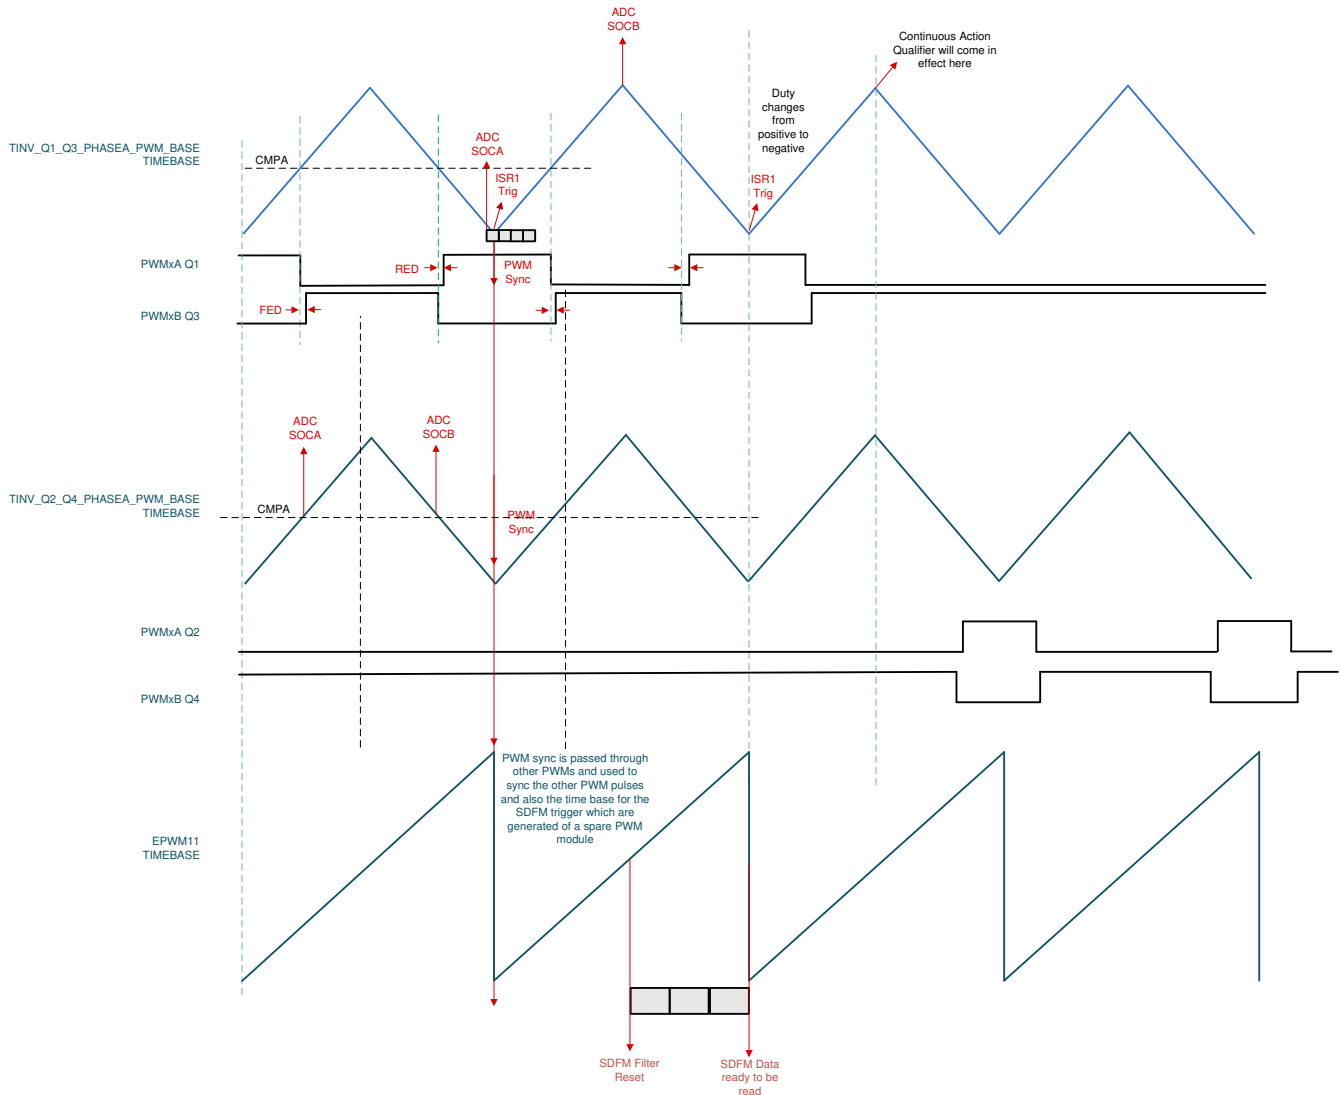 ADC
SOCB
Continuous Action
Qualifier will come in
effect here
Duty
changes
from
positive to
negative
TINV_Q1_Q3_PHASEA_PWM_BASE
TIMEBASE
CMPA
ADC
SOCA
ISR1
Trig
ISR1
Trig
PWMxA Q1
RED
PWM
Sync
FED
PWMxB Q3
ADC
SOCA
ADC
SOCB
TINV_Q2_Q4_PHASEA_PWM_BASE
TIMEBASE
CMPA
PWM
Sync
PWMxA Q2
PWMxB Q4
PWM sync is passed through
other PWMs and used to
sync the other PWM pulses
and also the time base for the
SDFM trigger which are
generated of a spare PWM
module
EPWM11
TIMEBASE
SDFM Filter
Reset
SDFM Data
ready to be
read